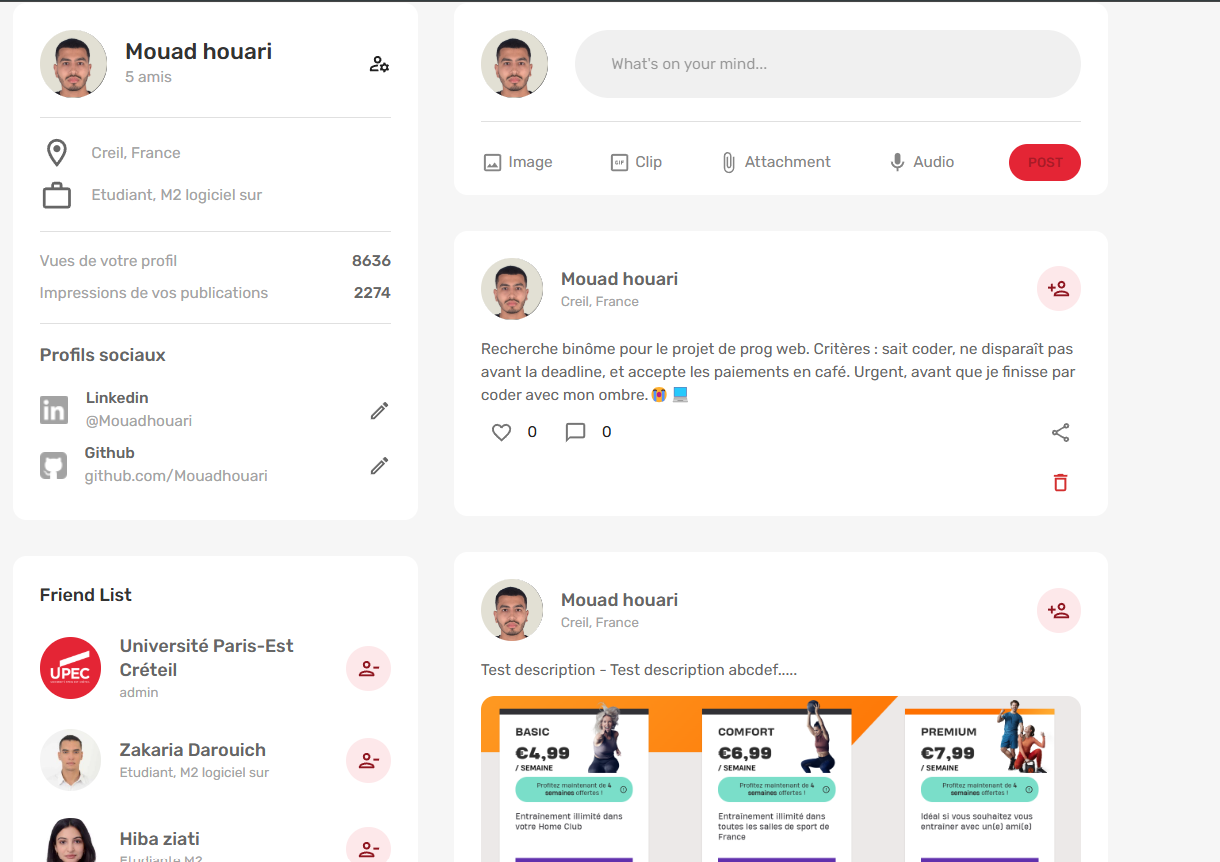 Mouad houari
5 amis
Creil, France
Etudiant, M2 logiciel sur
Vues de votre profil 8636
Impressions de vos publications 2274
Profils sociaux
Linkedin
@Mouadhouari
Github
github.com/Mouadhouari
Friend List
Université Paris-Est
Créteil
admin
UPEC
Zakaria Darouich
Etudiant, M2 logiciel sur
Hiba ziati
Etudiante M2
What's on your mind...
Image GIF Clip Attachment Audio POST
Mouad houari
Creil, France
Recherche binôme pour le projet de prog web. Critères : sait coder, ne disparaît pas
avant la deadline, et accepte les paiements en café. Urgent, avant que je finisse par
coder avec mon ombre. 😭 💻
0 0
Mouad houari
Creil, France
Test description - Test description abcdef.....
BASIC
€4,99
/ SEMAINE
Profitez maintenant de 4
semaines offertes !
Entraînement illimité dans
votre Home Club
COMFORT
€6,99
/ SEMAINE
Profitez maintenant de 4
semaines offertes !
Entraînement illimité dans
toutes les salles de sport de
France
PREMIUM
€7,99
/ SEMAINE
Profitez maintenant de 4
semaines offertes !
Idéal si vous souhaitez vous
entraîner avec un(e) ami(e)